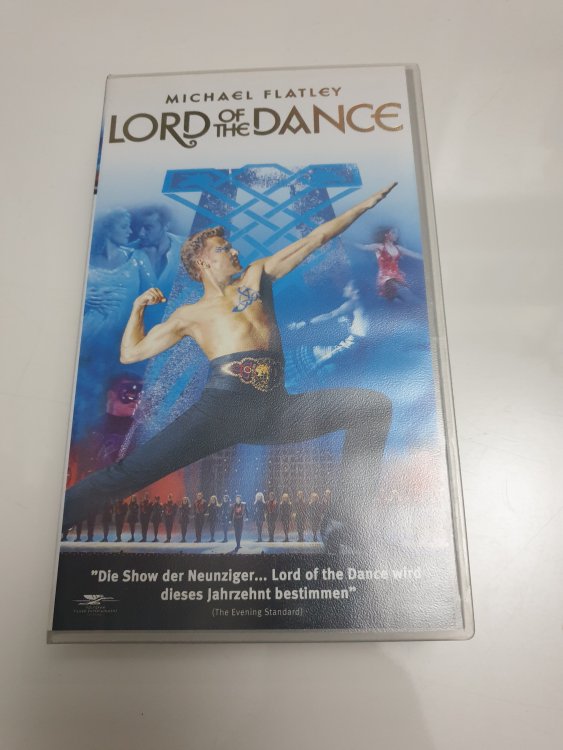 MICHAEL FLATLEY
LORD OF THE DANCE
"Die Show der Neunziger... Lord of the Dance wird
dieses Jahrzehnt bestimmen"
(The Evening Standard)